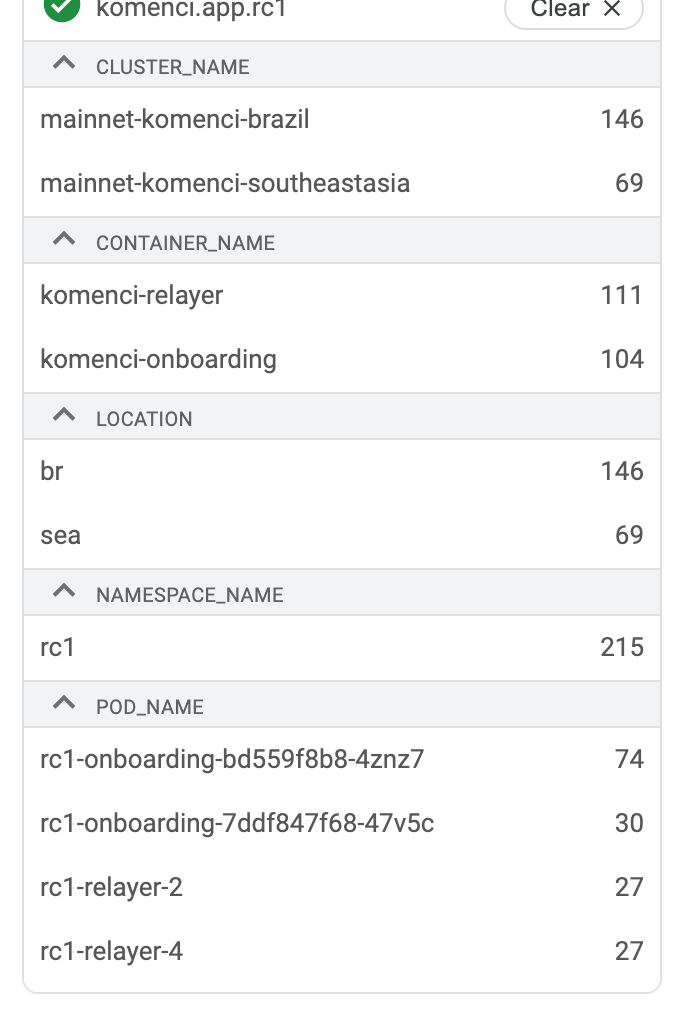 komenci.app.rc1 Clear ×
CLUSTER_NAME
mainnet-komenci-brazil 146
mainnet-komenci-southeastasia 69
CONTAINER_NAME
komenci-relayer 111
komenci-onboarding 104
LOCATION
br 146
sea 69
NAMESPACE_NAME
rc1 215
POD_NAME
rc1-onboarding-bd559f8b8-4znz7 74
rc1-onboarding-7ddf847f68-47v5c 30
rc1-relayer-2 27
rc1-relayer-4 27